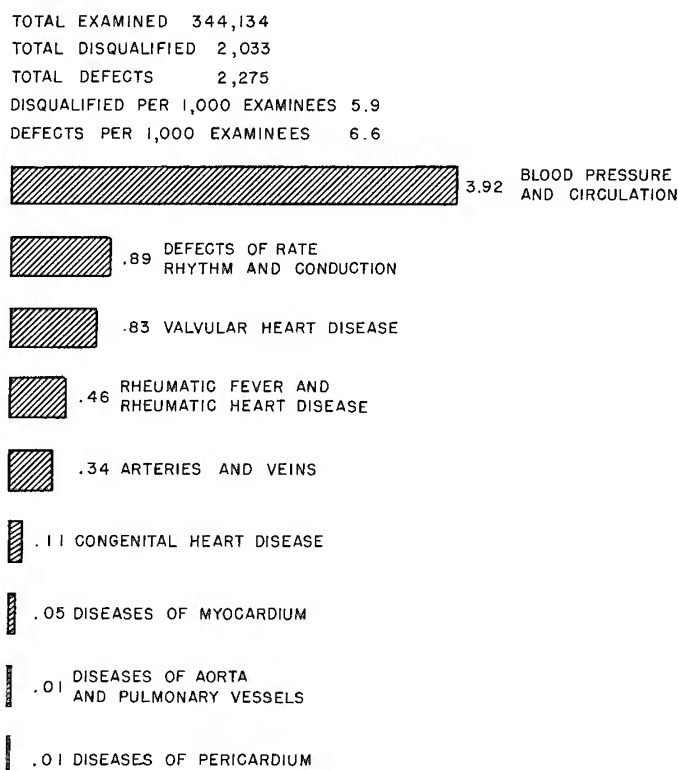 TOTAL EXAMINED 344,134
TOTAL DISQUALIFIED 2,033
TOTAL DEFECTS 2,275
DISQUALIFIED PER 1,000 EXAMINEES 5.9
DEFECTS PER 1,000 EXAMINEES 6.6
3.92 BLOOD PRESSURE
AND CIRCULATION
.89 DEFECTS OF RATE
RHYTHM AND CONDUCTION
.83 VALVULAR HEART DISEASE
.46 RHEUMATIC FEVER AND
RHEUMATIC HEART DISEASE
.34 ARTERIES AND VEINS
.11 CONGENITAL HEART DISEASE
.05 DISEASES OF MYOCARDIUM
.01 DISEASES OF AORTA
AND PULMONARY VESSELS
.01 DISEASES OF PERICARDIUM